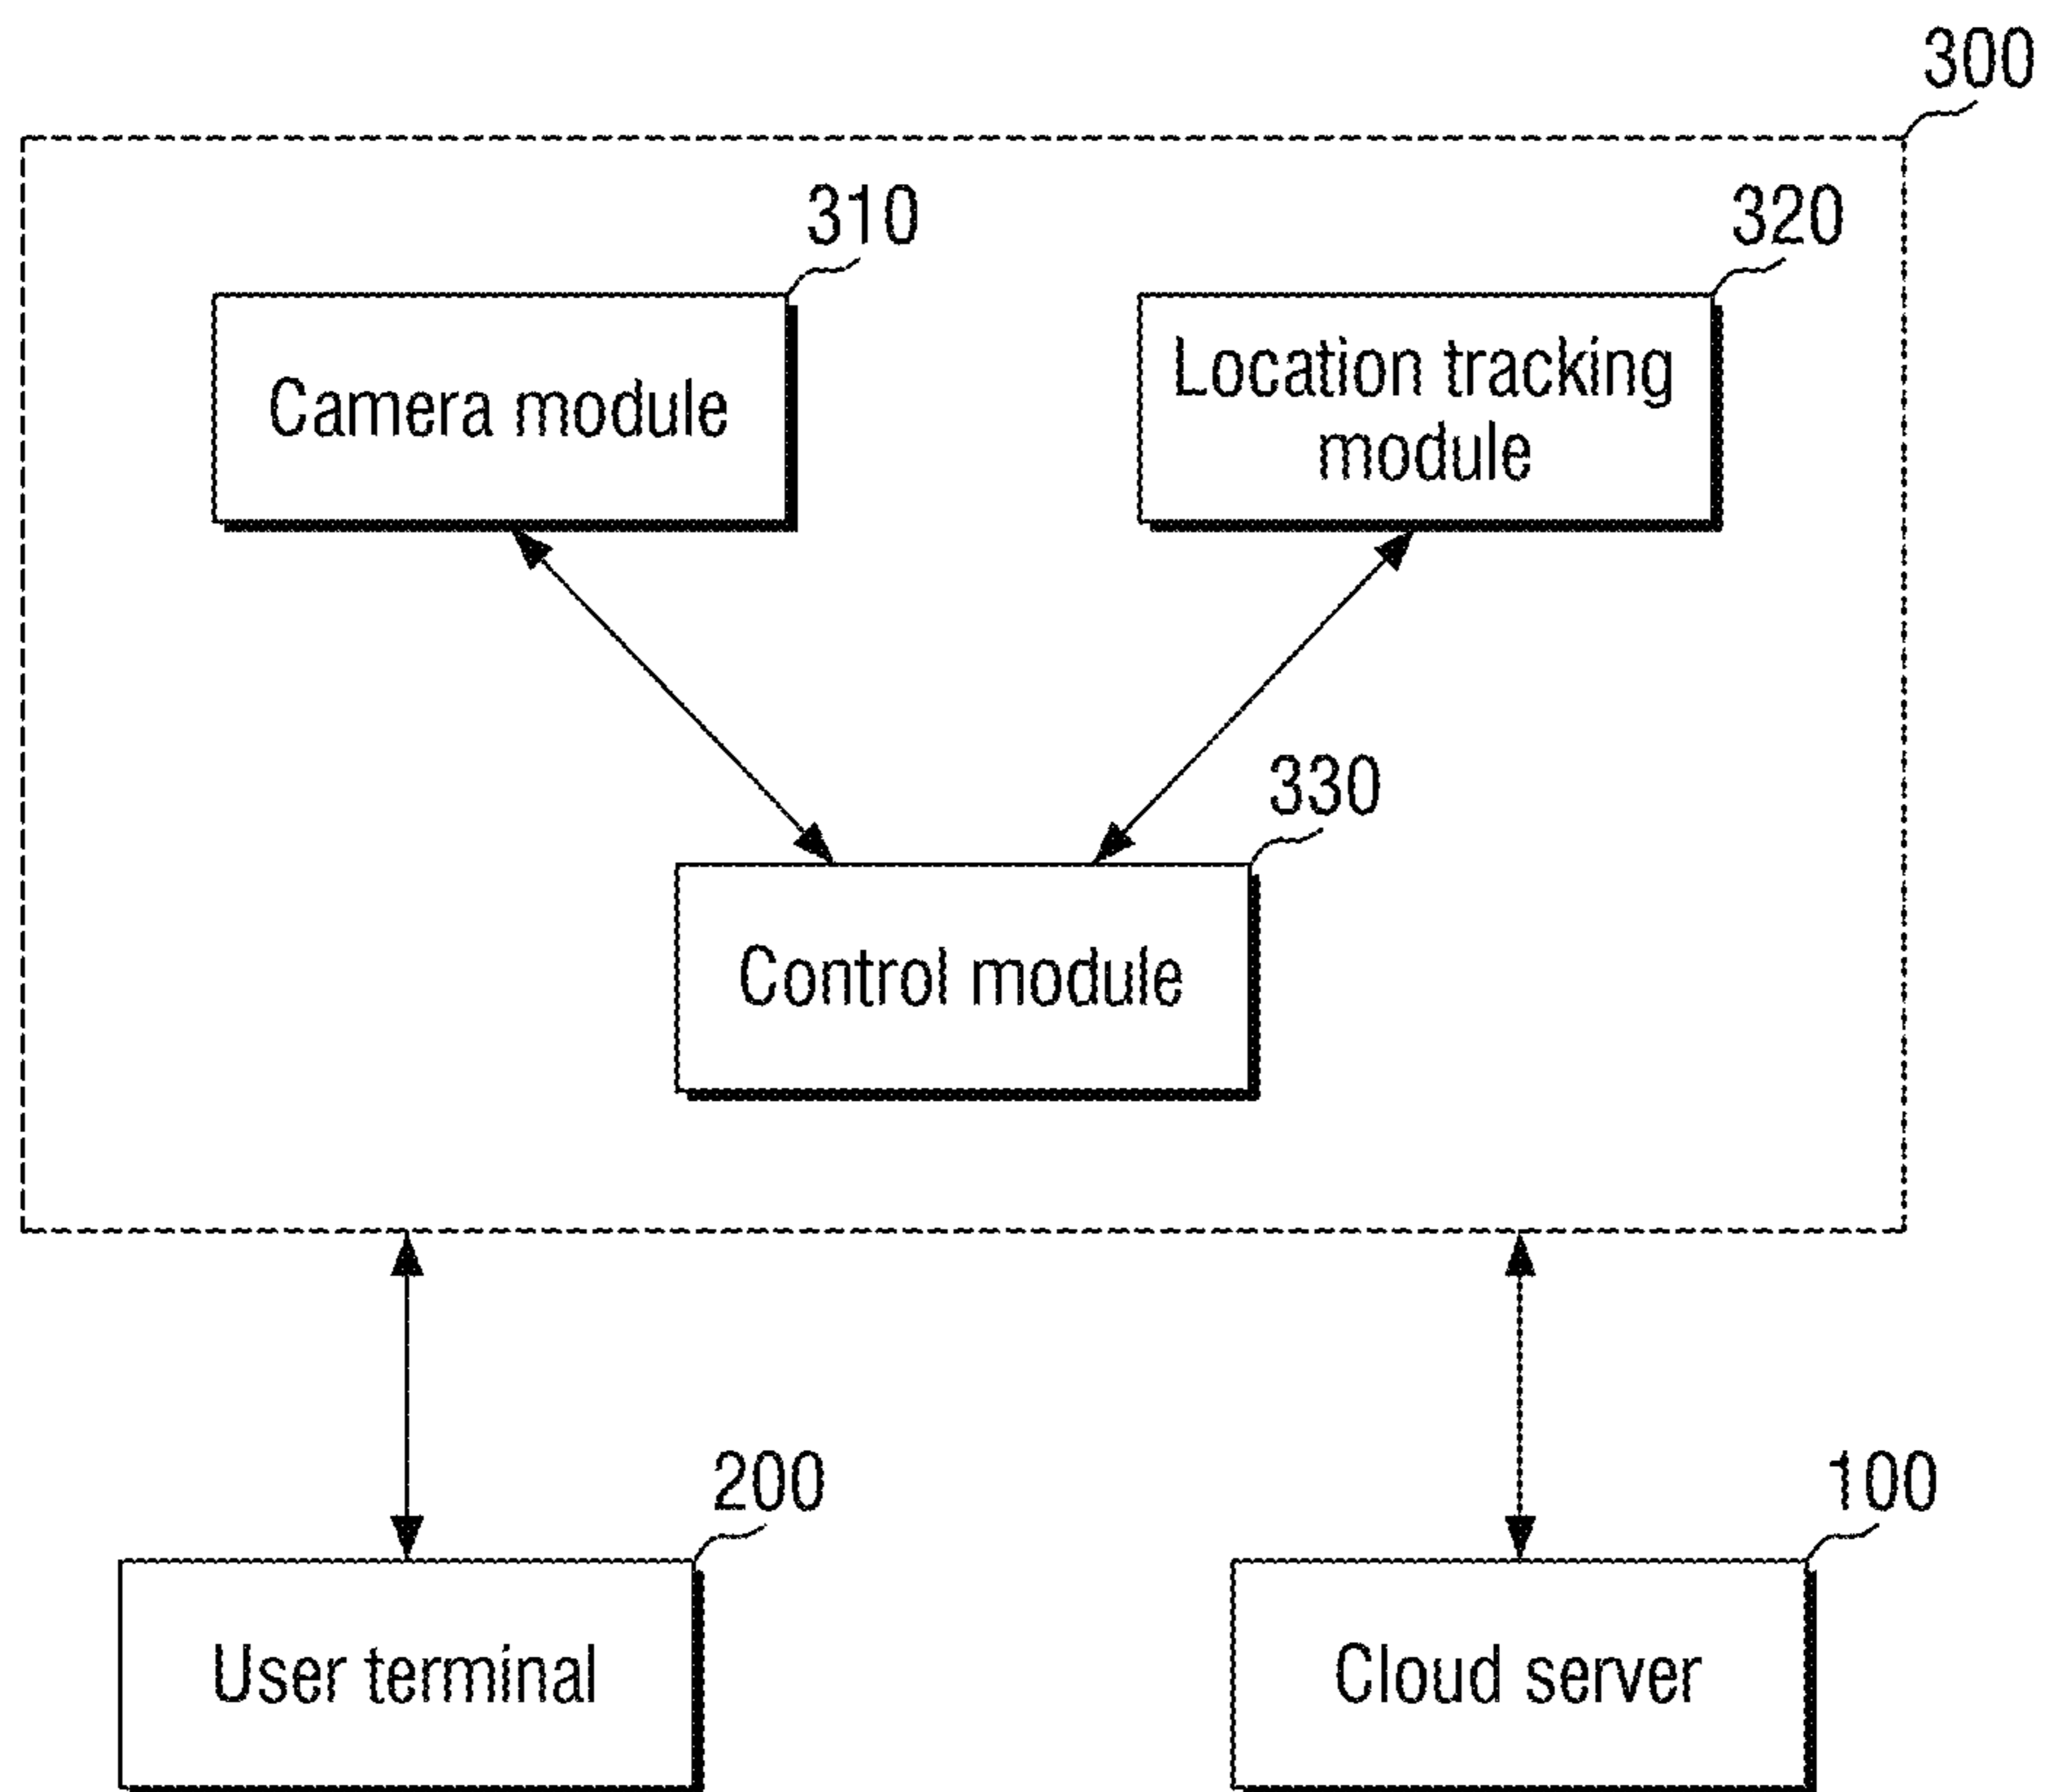 300
310
320
Camera module
Location tracking
module
330
Control module
200
100
User terminal
Cloud server